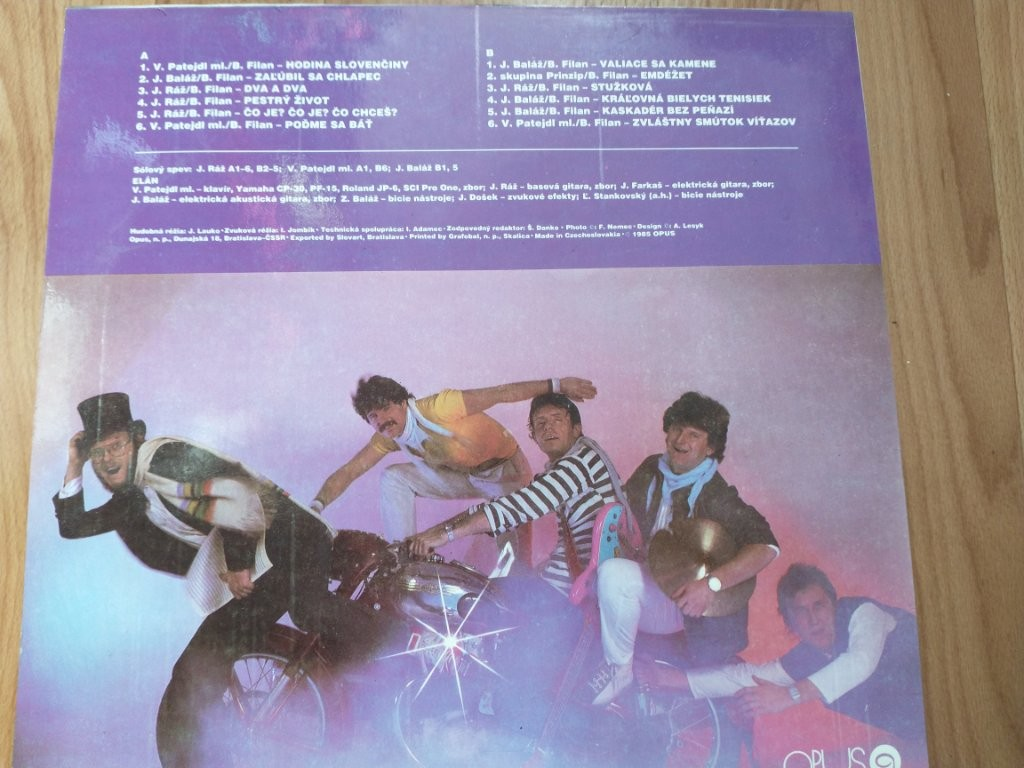 A
1. V. Patejdl ml./B. Filan – HODINA SLOVENČINY
2. J. Baláž/B. Filan – ZAĽÚBIL SA CHLAPEC
3. J. Ráž/B. Filan – DVA A DVA
4. J. Ráž/B. Filan – PESTRÝ ŽIVOT
5. J. Ráž/B. Filan – ČO JE? ČO JE? ČO CHCEŠ?
6. V. Patejdl ml./B. Filan – POĎME SA BÁŤ
B
1. J. Baláž/B. Filan – VALIACE SA KAMENE
2. skupina Prinzip/B. Filan – EMDÉŽET
3. J. Ráž/B. Filan – STUŽKOVÁ
4. J. Baláž/B. Filan – KRÁĽOVNÁ BIELYCH TENISIEK
5. J. Baláž/B. Filan – KASKADÉR BEZ PEŇAZÍ
6. V. Patejdl ml./B. Filan – ZVLÁŠTNY SMÚTOK VÍŤAZOV
Sólový spev: J. Ráž A1–6, B2–5; V. Patejdl ml. A1, B6; J. Baláž B1, 5
ELÁN
V. Patejdl ml. – klavír, Yamaha CP-30, PF-15, Roland JP-6, SCI Pro One, zbor; J. Ráž – basová gitara, zbor; J. Farkaš – elektrická gitara, zbor;
J. Baláž – elektrická akustická gitara, zbor; Z. Baláž – bicie nástroje; J. Došek – zvukové efekty; Ľ. Stankovský (a.h.) – bicie nástroje
Hudobná réžia: J. Lauko • Zvuková réžia: I. Jombík • Technická spolupráca: I. Adamec • Zodpovedný redaktor: Š. Danko • Photo © F. Nemec • Design © A. Lesyk
Opus, n. p., Dunajská 18, Bratislava-ČSSR • Exported by Slovart, Bratislava • Printed by Grafobal, n. p., Skalica • Made in Czechoslovakia • © 1985 OPUS
OPUS